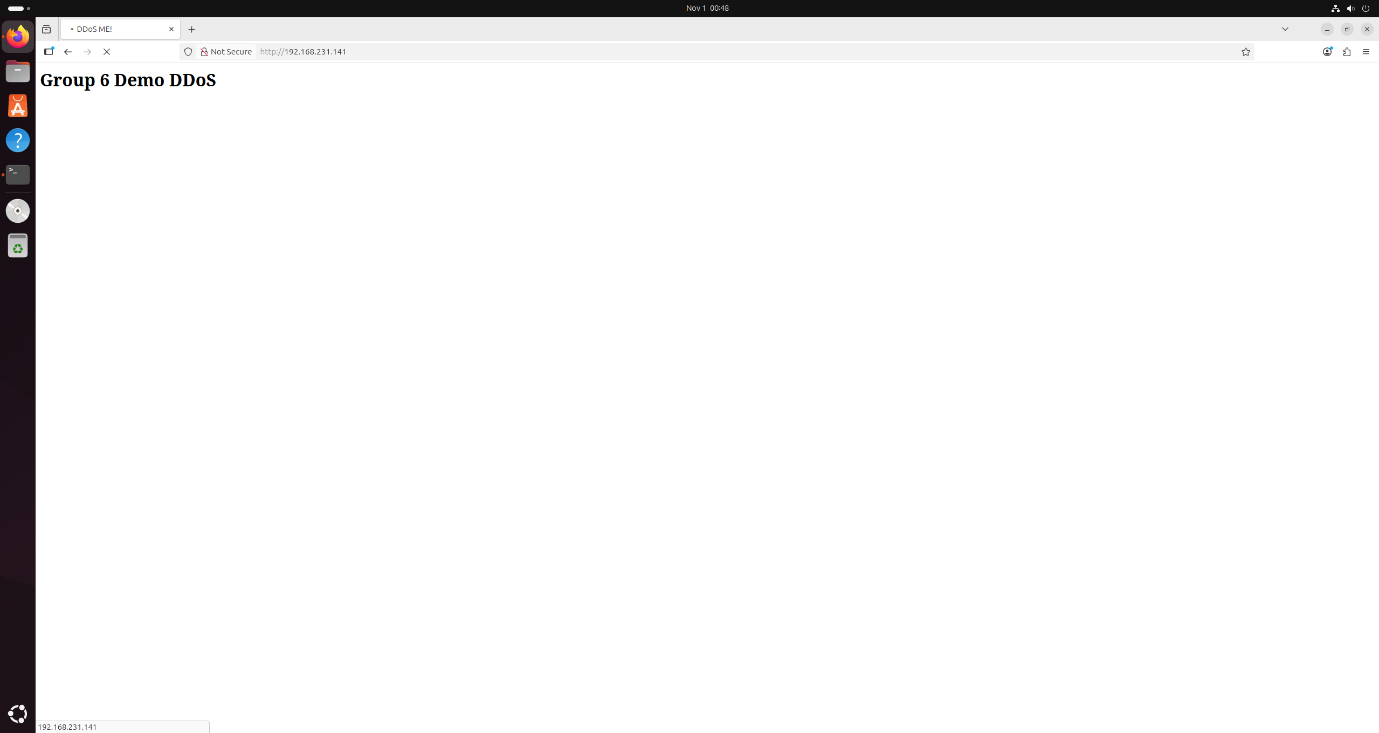 Nov 1 00:48
DDoS ME!
Not Secure http://192.168.231.141
Group 6 Demo DDoS
192.168.231.141